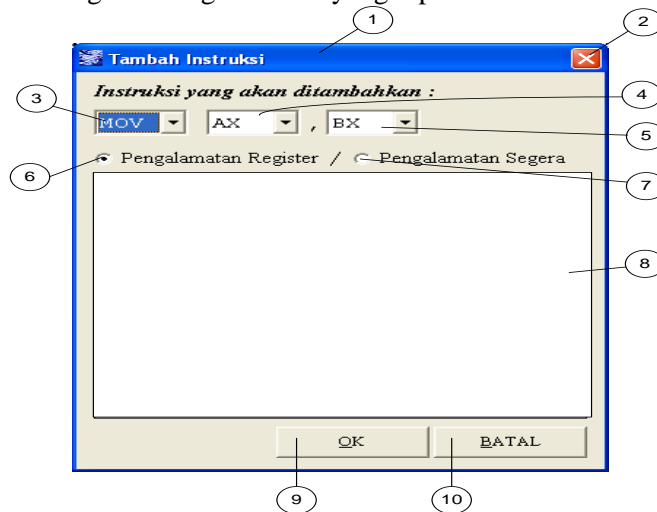 1
2
Tambah Instruksi
Instruksi yang akan ditambahkan :
3
4
MOV AX , BX
5
Pengalamatan Register / Pengalamatan Segera
6
7
8
OK BATAL
9 10